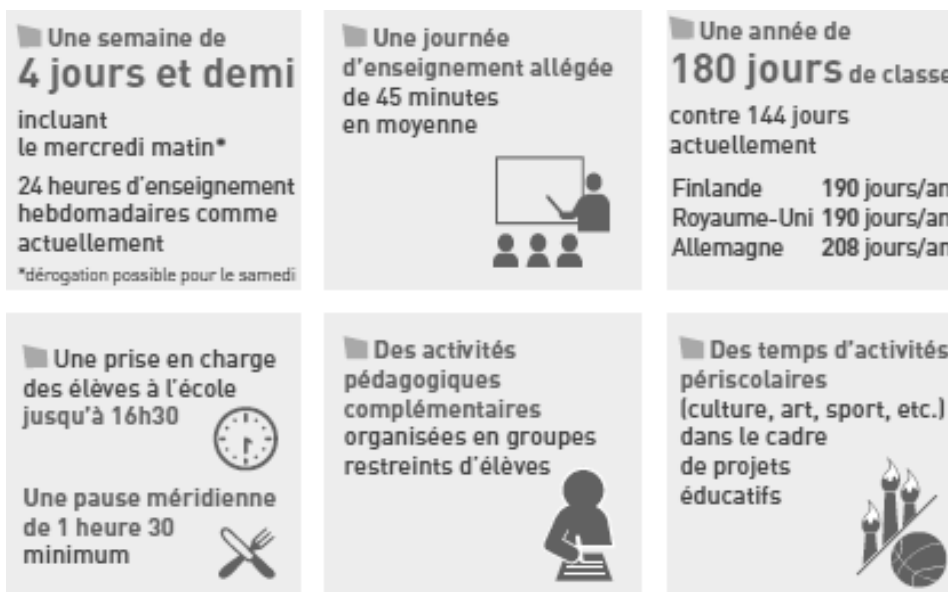 Une semaine de
4 jours et demi
incluant
le mercredi matin*
24 heures d'enseignement
hebdomadaires comme
actuellement
*dérogation possible pour le samedi
Une journée
d'enseignement allégée
de 45 minutes
en moyenne
Une année de
180 jours de classe
contre 144 jours
actuellement
Finlande 190 jours/an
Royaume-Uni 190 jours/an
Allemagne 208 jours/an
Une prise en charge
des élèves à l'école
jusqu'à 16h30
Une pause méridienne
de 1 heure 30
minimum
Des activités
pédagogiques
complémentaires
organisées en groupes
restreints d'élèves
Des temps d'activités
périscolaires
(culture, art, sport, etc.)
dans le cadre
de projets
éducatifs